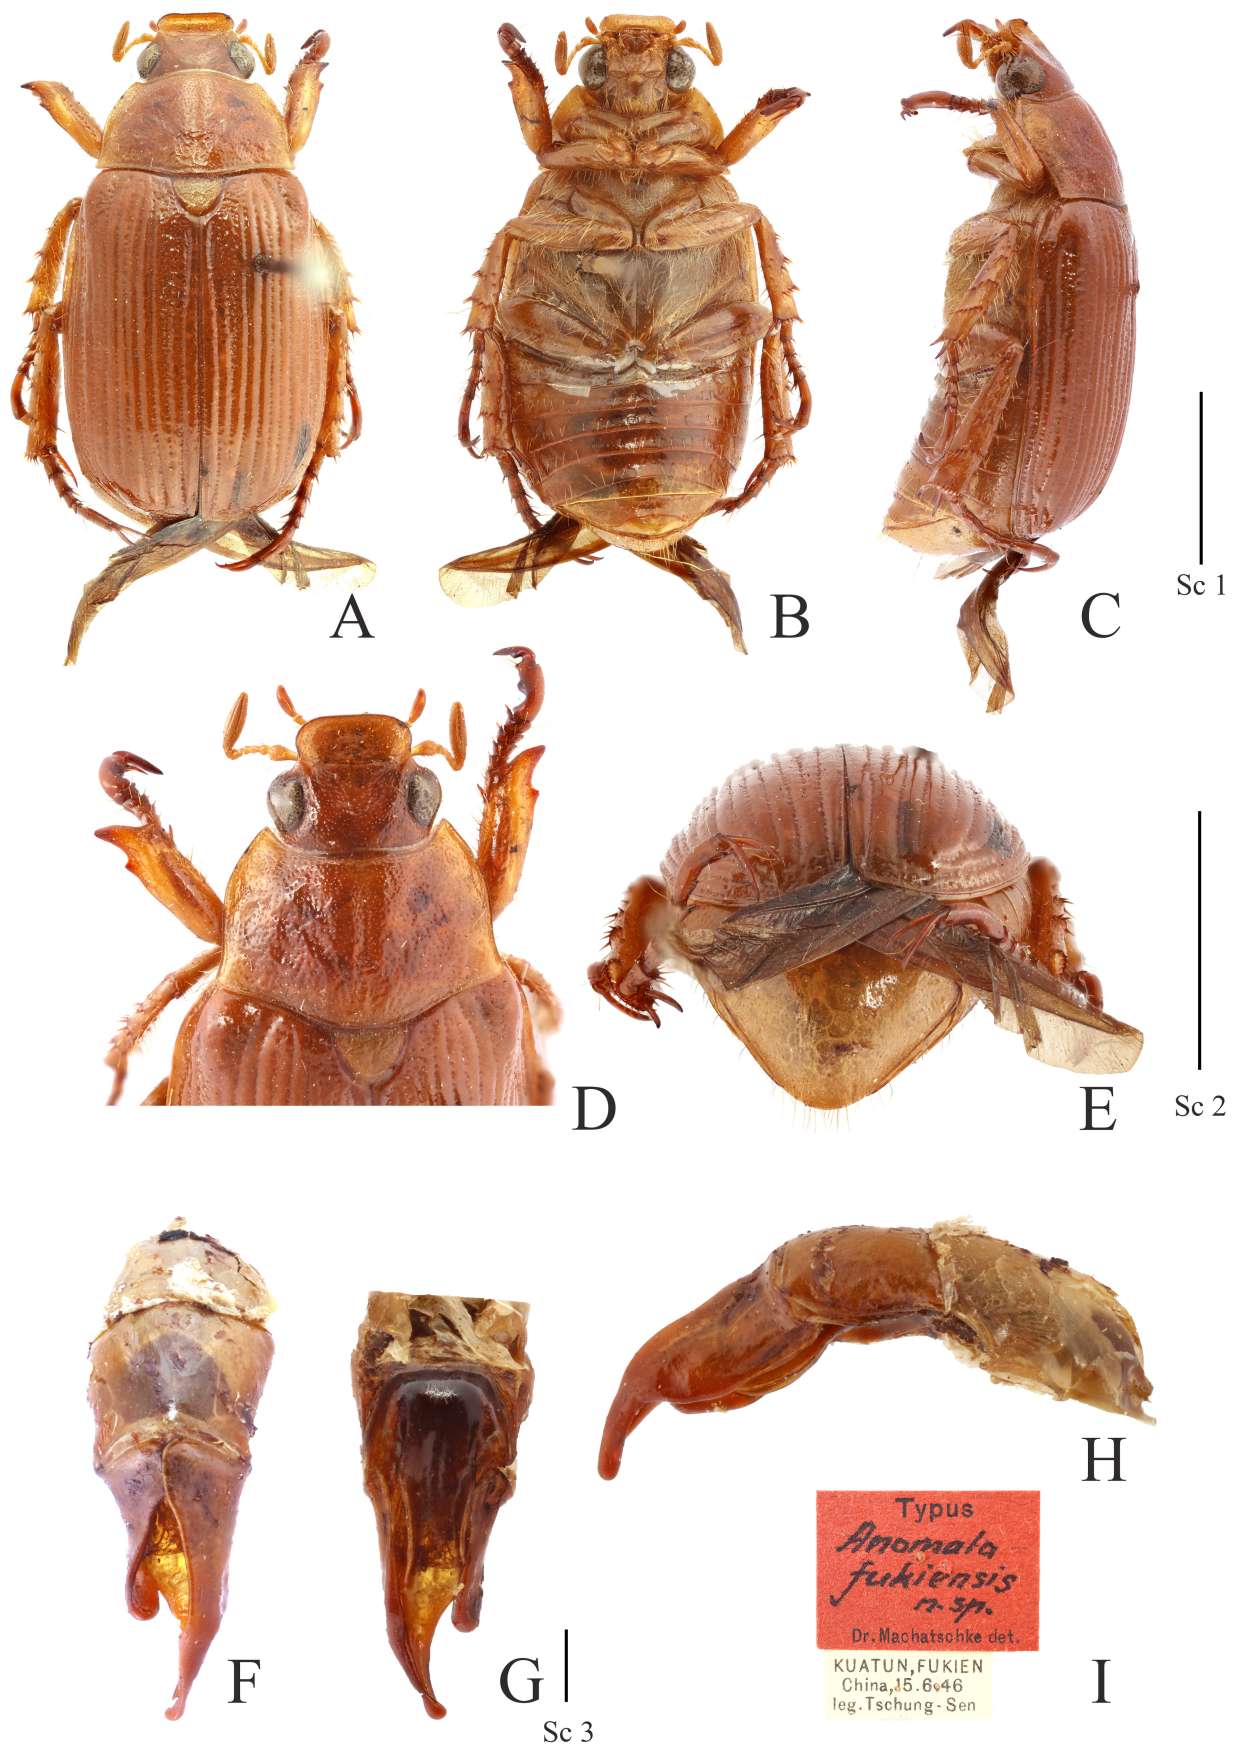 A
B
C
Sc 1
D
E
Sc 2
F
G
Sc 3
H
Typus
Anomala
fukiensis
n. sp.
Dr. Machatschke det.
KUATUN, FUKIEN
China, 15.6.46
leg. Tschung-Sen
I